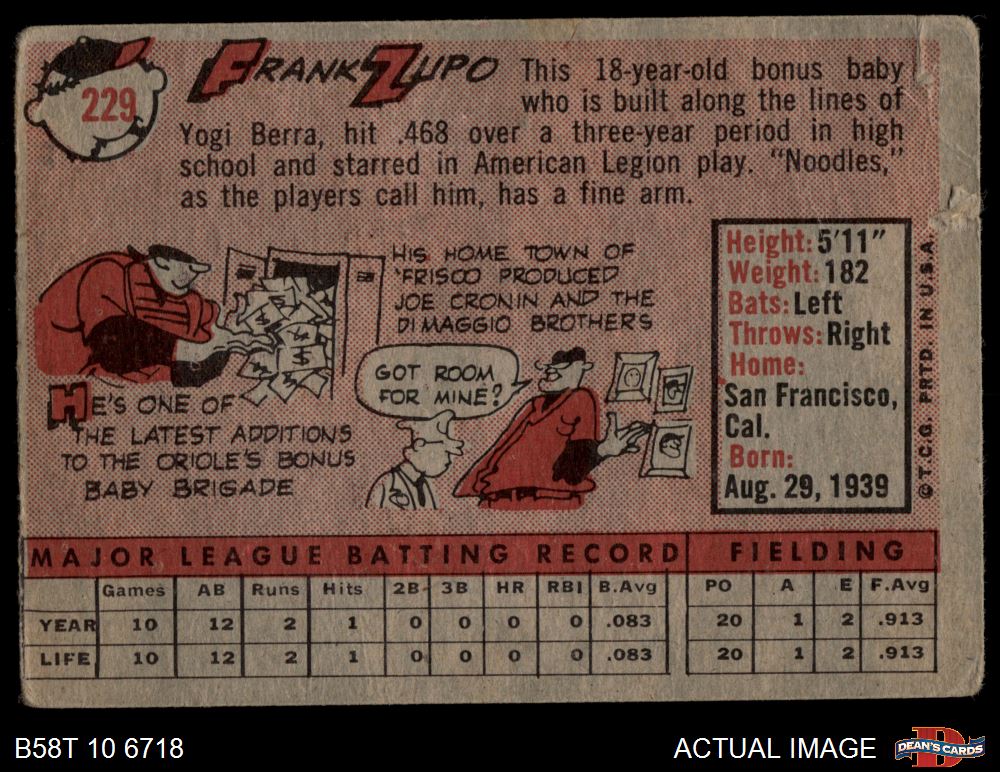 229
FRANK ZUPO
This 18-year-old bonus baby
who is built along the lines of
Yogi Berra, hit .468 over a three-year period in high
school and starred in American Legion play. "Noodles,"
as the players call him, has a fine arm.
HIS HOME TOWN OF
'FRISCO PRODUCED
JOE CRONIN AND THE
DI MAGGIO BROTHERS
HE'S ONE OF
THE LATEST ADDITIONS
TO THE ORIOLE'S BONUS
BABY BRIGADE
GOT ROOM
FOR MINE?
Height: 5'11"
Weight: 182
Bats: Left
Throws: Right
Home:
San Francisco,
Cal.
Born:
Aug. 29, 1939
© T.C.G. PRTD. IN U.S.A.
MAJOR LEAGUE BATTING RECORD FIELDING
Games AB Runs Hits 2B 3B HR RBI B.Avg PO A E F.Avg
YEAR 10 12 2 1 0 0 0 0 .083 20 1 2 .913
LIFE 10 12 2 1 0 0 0 0 .083 20 1 2 .913
B58T 10 6718
ACTUAL IMAGE
D
DEAN'S CARDS